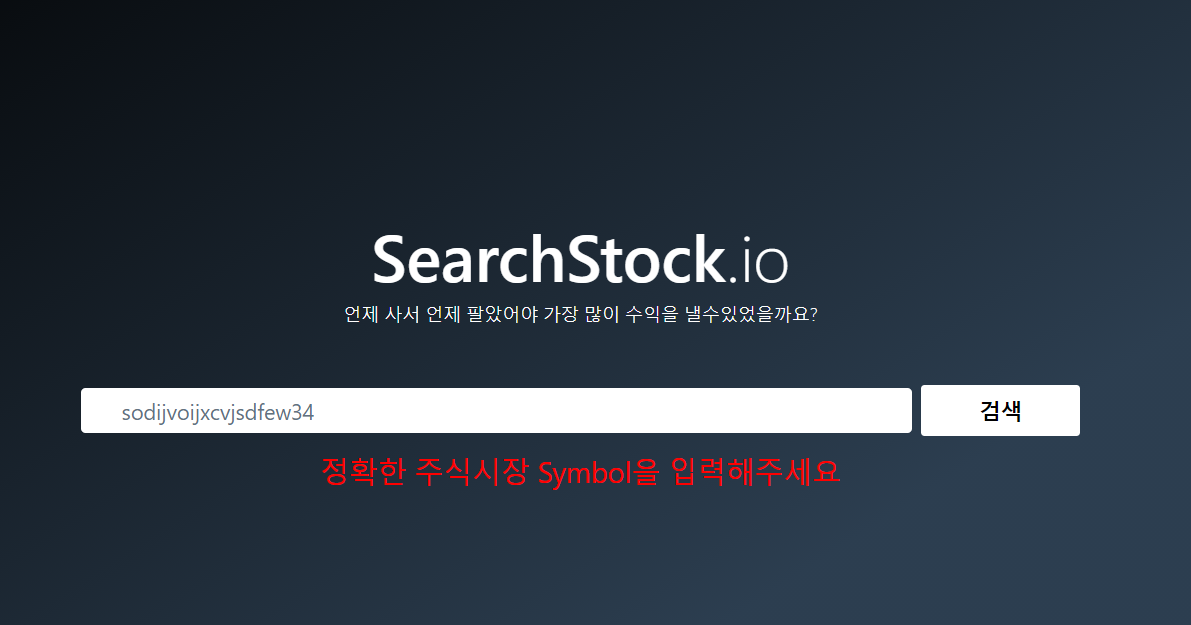 SearchStock.io
언제 사서 언제 팔았어야 가장 많이 수익을 낼수있었을까요?
sodijvoijxcvjsdfew34
검색
정확한 주식시장 Symbol을 입력해주세요